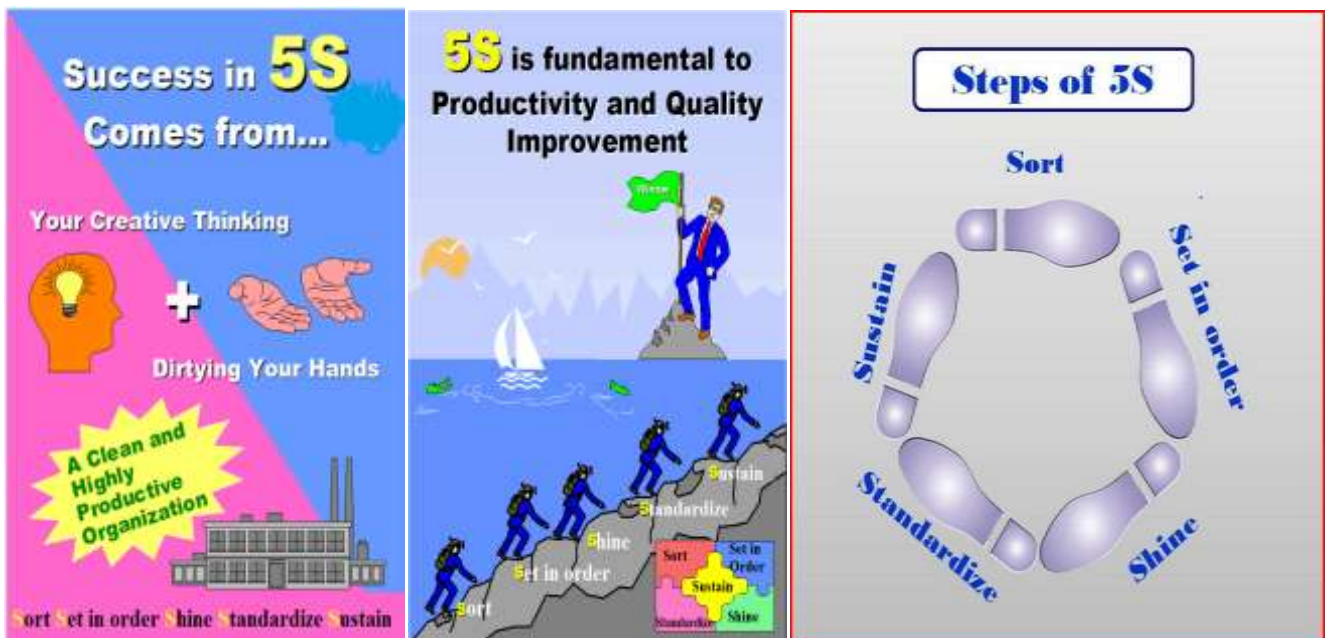 Success in 5S
Comes from...
Your Creative Thinking
+
Dirtying Your Hands
A Clean and
Highly
Productive
Organization
Sort Set in order Shine Standardize Sustain
5S is fundamental to
Productivity and Quality
Improvement
Sustain
Standardize
Shine
Set in order
Sort
Sort
Set in
Order
Sustain
Standardize
Shine
Steps of 5S
Sort
Set in order
Shine
Standardize
Sustain